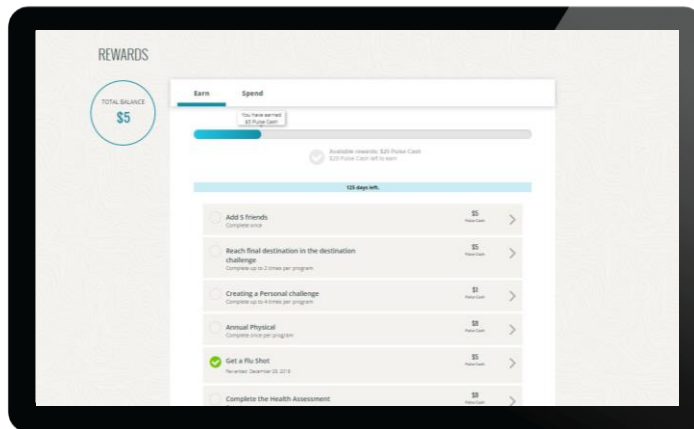 REWARDS
TOTAL BALANCE
$5
Earn
Spend
You have earned
$5 Pulse Cash
Available rewards: $25 Pulse Cash
$20 Pulse Cash left to earn
125 days left.
Add 5 friends
Complete once
$5
Pulse Cash
Reach final destination in the destination
challenge
Complete up to 2 times per program
$5
Pulse Cash
Creating a Personal challenge
Complete up to 4 times per program
$1
Pulse Cash
Annual Physical
Complete once per program
$8
Pulse Cash
Get a Flu Shot
$5
Pulse Cash
Complete the Health Assessment
$8
Pulse Cash